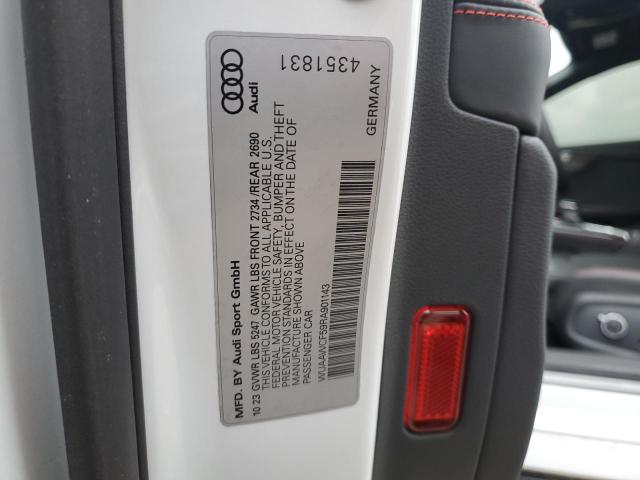 MFD. BY Audi Sport GmbH
10 23 GVWR LBS 5247 GAWR LBS FRONT 2734 /REAR 2690
THIS VEHICLE CONFORMS TO ALL APPLICABLE U.S.
FEDERAL MOTOR VEHICLE SAFETY, BUMPER AND THEFT
PREVENTION STANDARDS IN EFFECT ON THE DATE OF
MANUFACTURE SHOWN ABOVE
PASSENGER CAR
WUAAWCF59RA901143
Audi
4351831
GERMANY